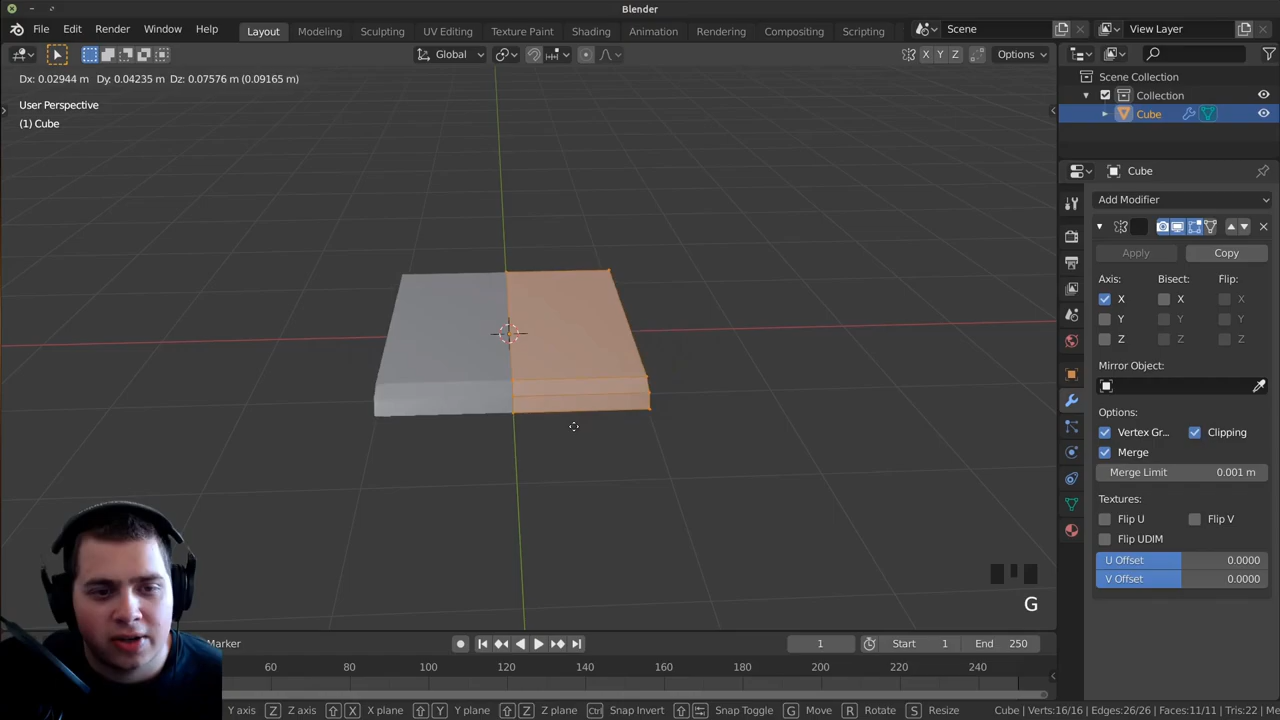 Blender
File Edit Render Window Help Layout Modeling Sculpting UV Editing Texture Paint Shading Animation Rendering Compositing Scripting Scene View Layer
Global X Y Z Options
Dx: 0.02944 m Dy: 0.04235 m Dz: 0.07576 m (0.09165 m)
User Perspective
(1) Cube
Scene Collection
Collection
Cube
Cube
Add Modifier
Apply Copy
Axis: Bisect: Flip:
X X X
Y Y Y
Z Z Z
Mirror Object:
Options:
Vertex Gr... Clipping
Merge
Merge Limit 0.001 m
Textures:
Flip U Flip V
Flip UDIM
U Offset 0.0000
V Offset 0.0000
G
Marker 1 Start 1 End 250
60 80 100 120 140 160 180 200 220 240
Y axis Z Z axis X X plane Y Y plane Z Z plane Ctrl Snap Invert Snap Toggle G Move R Rotate S Resize Cube | Verts:16/16 | Edges:26/26 | Faces:11/11 | Tris:22 | Me